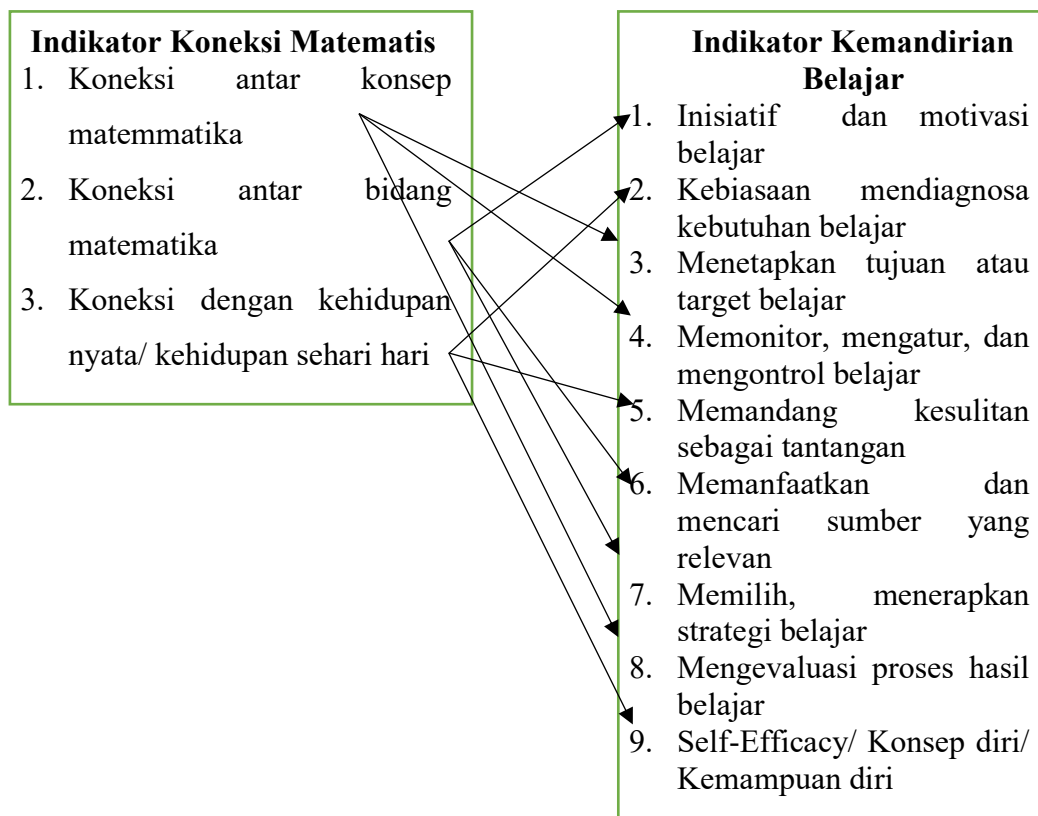 Indikator Koneksi Matematis
1. Koneksi antar konsep
matemmatika
2. Koneksi antar bidang
matematika
3. Koneksi dengan kehidupan
nyata/ kehidupan sehari hari
Indikator Kemandirian
Belajar
1. Inisiatif dan motivasi
belajar
2. Kebiasaan mendiagnosa
kebutuhan belajar
3. Menetapkan tujuan atau
target belajar
4. Memonitor, mengatur, dan
mengontrol belajar
5. Memandang kesulitan
sebagai tantangan
6. Memanfaatkan dan
mencari sumber yang
relevan
7. Memilih, menerapkan
strategi belajar
8. Mengevaluasi proses hasil
belajar
9. Self-Efficacy/ Konsep diri/
Kemampuan diri